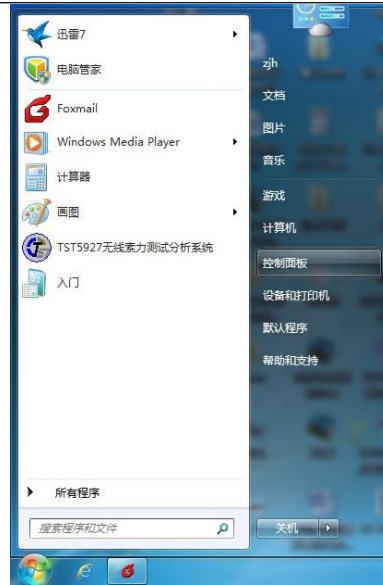 迅雷7
电脑管家
Foxmail
Windows Media Player
计算器
画图
TST5927无线索力测试分析系统
入门
所有程序
搜索程序和文件
zjh
文档
图片
音乐
游戏
计算机
控制面板
设备和打印机
默认程序
帮助和支持
关机